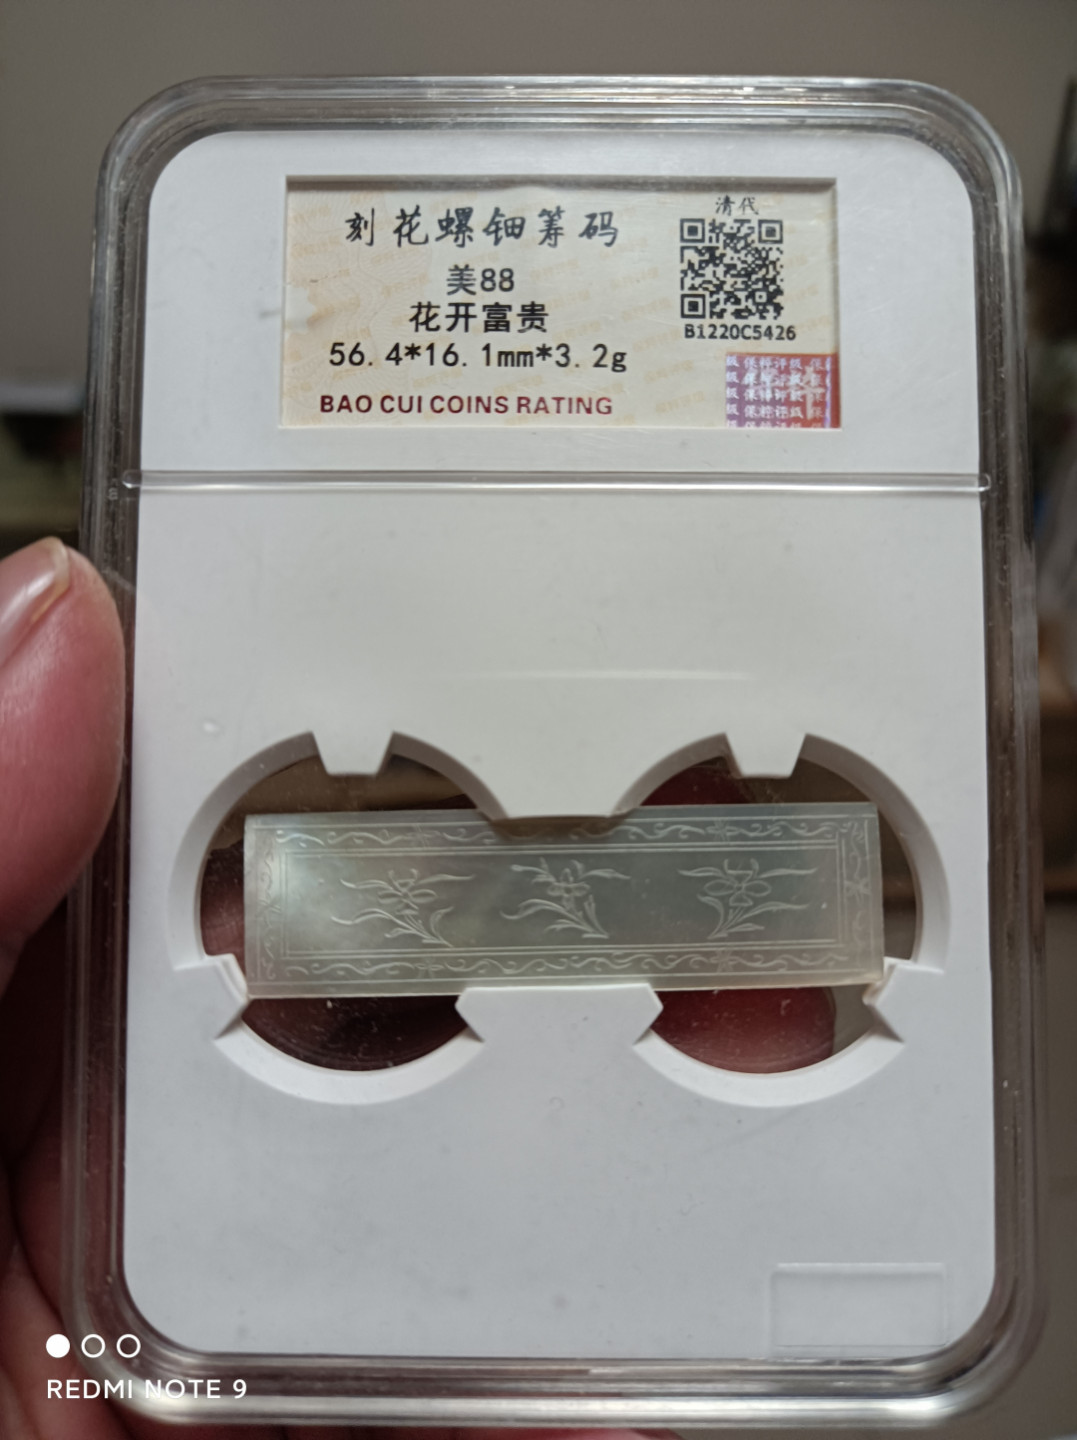 清代
刻花螺钿筹码
美88
花开富贵
56.4*16.1mm*3.2g
B1220C5426
BAO CUI COINS RATING
REDMI NOTE 9